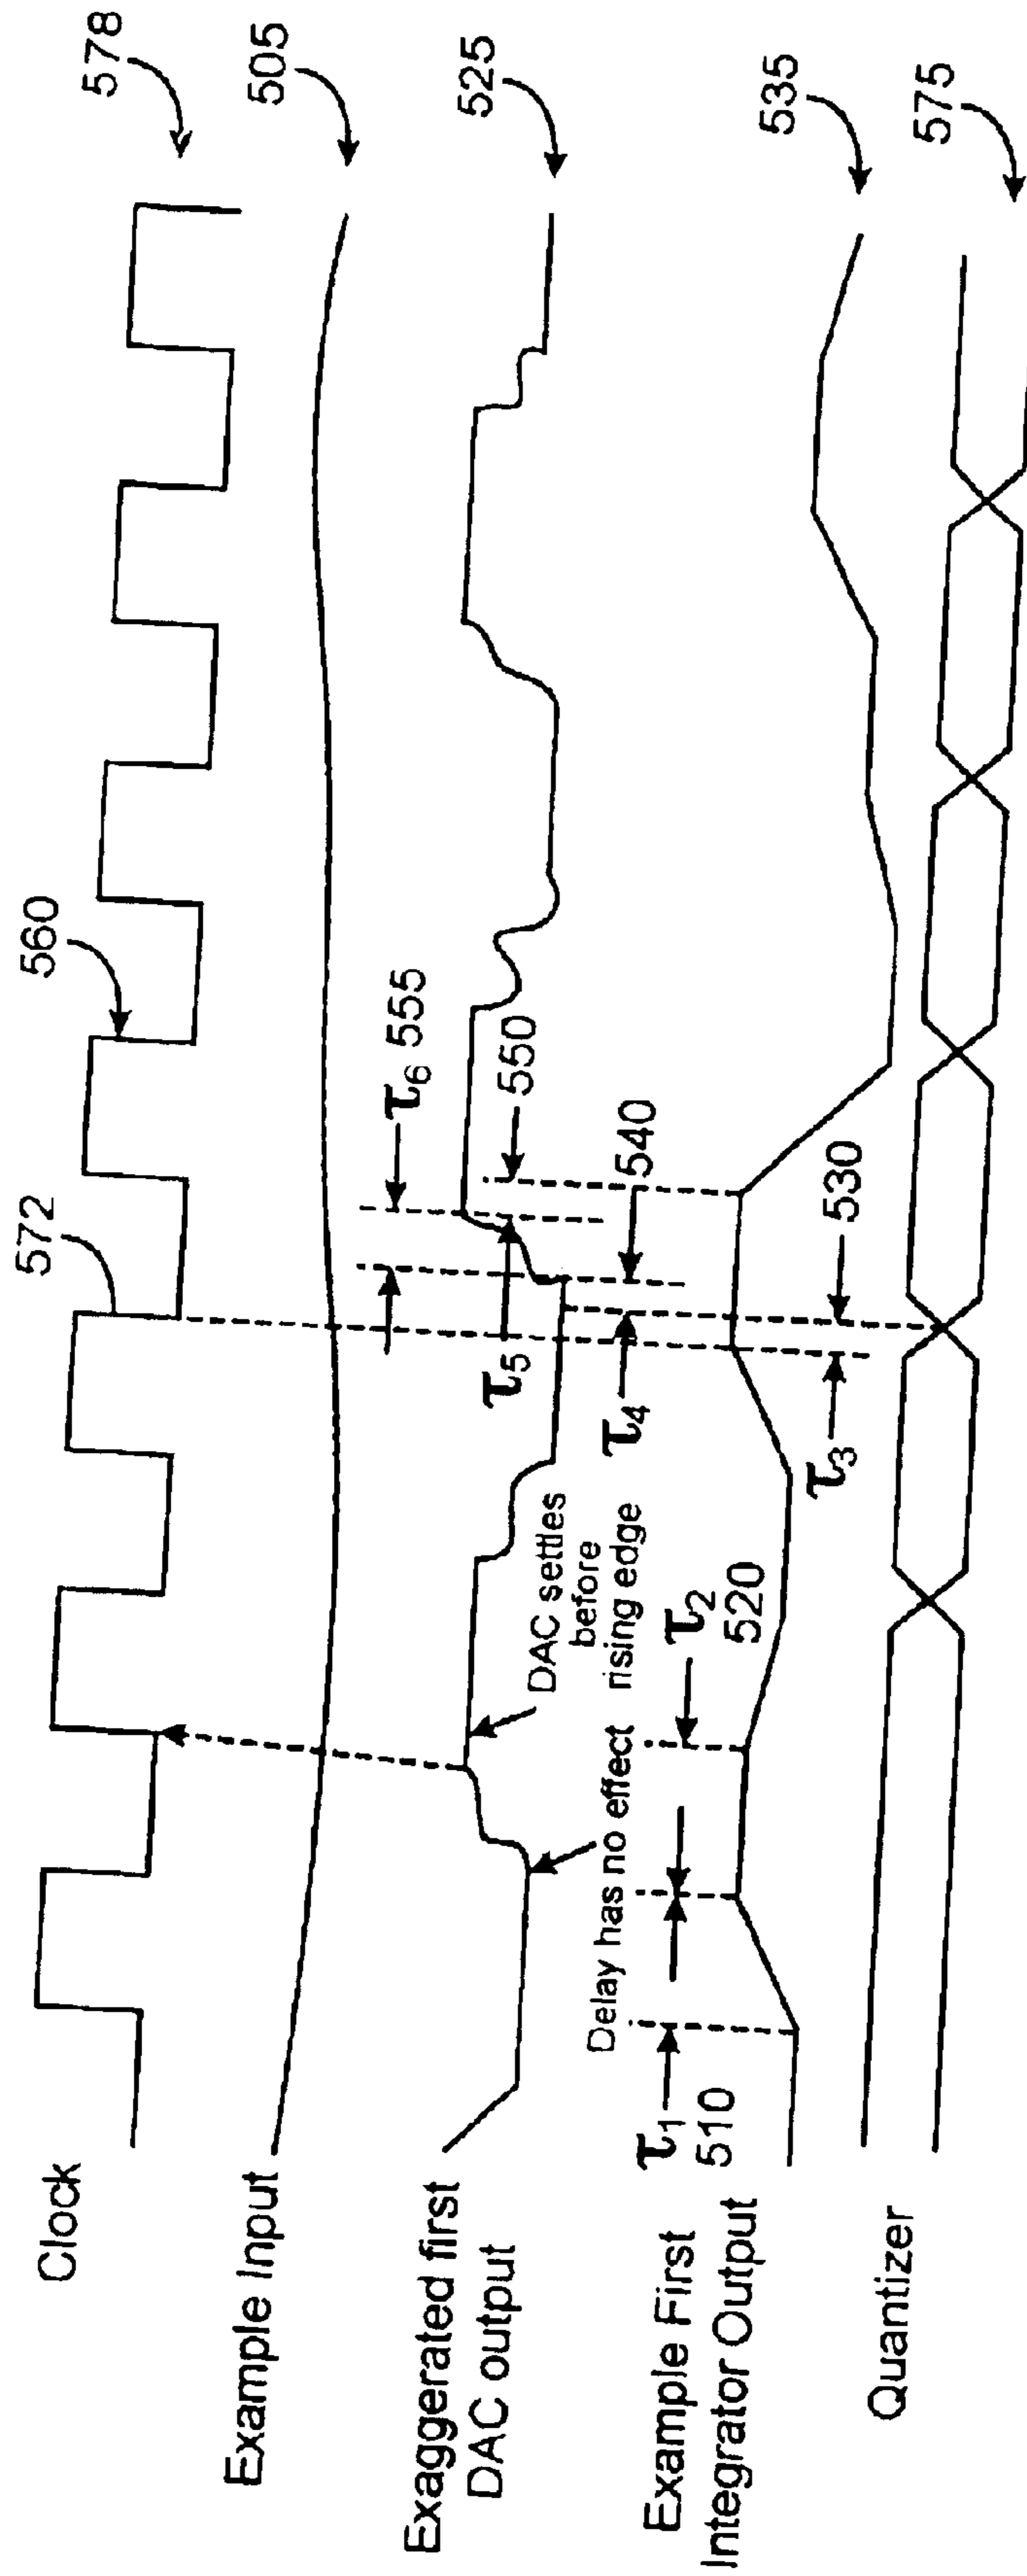 Clock
572
560
578
Example Input
505
Exaggerated first
DAC output
DAC settles
before
rising edge
Delay has no effect
τ6 555
τ5
550
τ4
540
525
Example First
Integrator Output
τ1
510
τ2
520
τ3
530
535
Quantizer
575